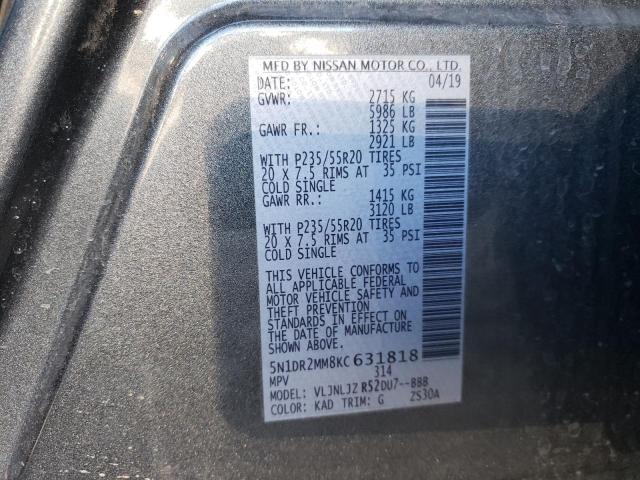 MFD BY NISSAN MOTOR CO., LTD.
DATE: 04/19
GVWR: 2715 KG
5986 LB
GAWR FR.: 1325 KG
2921 LB
WITH P235/55R20 TIRES
20 X 7.5 RIMS AT 35 PSI
COLD SINGLE
GAWR RR.: 1415 KG
3120 LB
WITH P235/55R20 TIRES
20 X 7.5 RIMS AT 35 PSI
COLD SINGLE
THIS VEHICLE CONFORMS TO
ALL APPLICABLE FEDERAL
MOTOR VEHICLE SAFETY AND
THEFT PREVENTION
STANDARDS IN EFFECT ON
THE DATE OF MANUFACTURE
SHOWN ABOVE.
5N1DR2MM8KC631818
MPV 314
MODEL: VLJNLJZ R52DU7--BBB
COLOR: KAD TRIM: G ZS30A